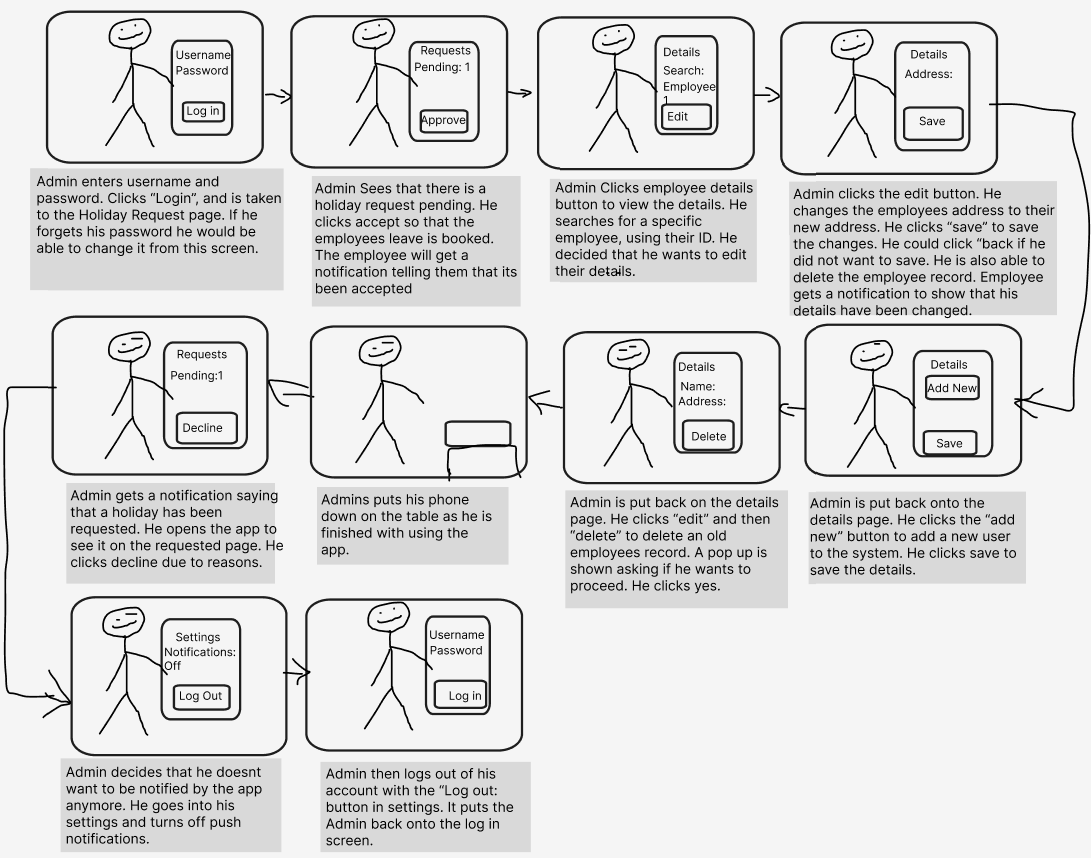 Username
Password
Log in
Admin enters username and
password. Clicks “Login”, and is taken
to the Holiday Request page. If he
forgets his password he would be
able to change it from this screen.
Requests
Pending: 1
Approve
Admin Sees that there is a
holiday request pending. He
clicks accept so that the
employees leave is booked.
The employee will get a
notification telling them that its
been accepted
Details
Search:
Employee
1
Edit
Admin Clicks employee details
button to view the details. He
searches for a specific
employee, using their ID. He
decided that he wants to edit
their details.
Details
Address:
Save
Admin clicks the edit button. He
changes the employees address to their
new address. He clicks “save” to save
the changes. He could click “back if he
did not want to save. He is also able to
delete the employee record. Employee
gets a notification to show that his
details have been changed.
Details
Add New
Save
Admin is put back onto the
details page. He clicks the “add
new” button to add a new user
to the system. He clicks save to
save the details.
Details
Name:
Address:
Delete
Admin is put back on the details
page. He clicks “edit” and then
“delete” to delete an old
employees record. A pop up is
shown asking if he wants to
proceed. He clicks yes.
Admins puts his phone
down on the table as he is
finished with using the
app.
Requests
Pending:1
Decline
Admin gets a notification saying
that a holiday has been
requested. He opens the app to
see it on the requested page. He
clicks decline due to reasons.
Settings
Notifications:
Off
Log Out
Admin decides that he doesnt
want to be notified by the app
anymore. He goes into his
settings and turns off push
notifications.
Username
Password
Log in
Admin then logs out of his
account with the “Log out:
button in settings. It puts the
Admin back onto the log in
screen.